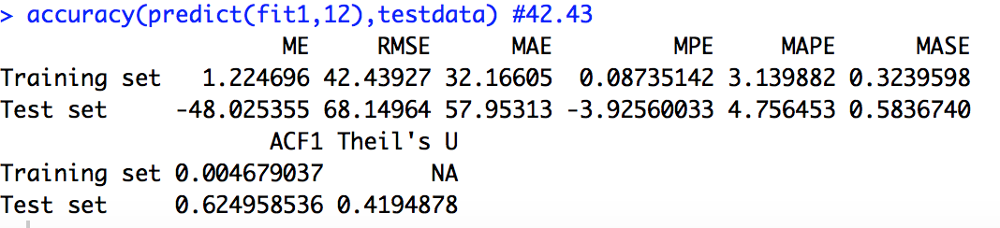 > accuracy(predict(fit1,12),testdata) #42.43
ME RMSE MAE MPE MAPE MASE
Training set 1.224696 42.43927 32.16605 0.08735142 3.139882 0.3239598
Test set -48.025355 68.14964 57.95313 -3.92560033 4.756453 0.5836740
ACF1 Theil's U
Training set 0.004679037 NA
Test set 0.624958536 0.4194878